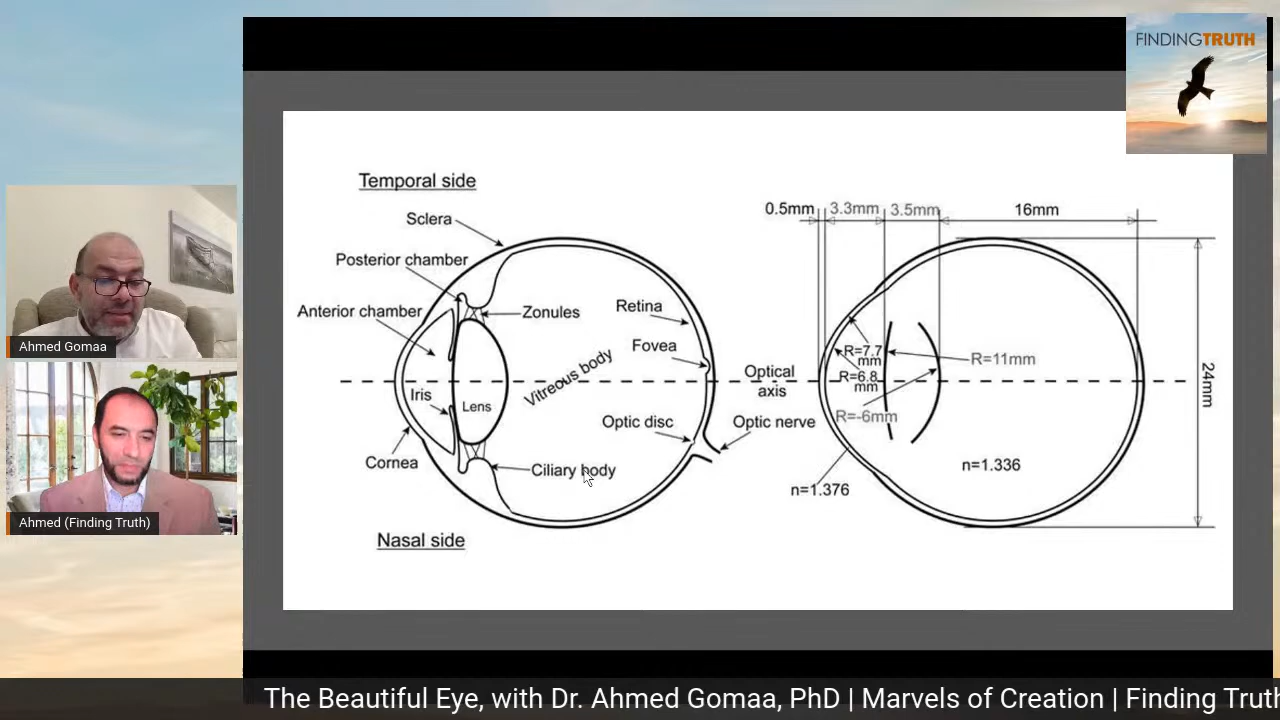 FINDINGTRUTH
Temporal side
Sclera
Posterior chamber
Anterior chamber
Zonules
Retina
Fovea
Vitreous body
Iris
Lens
Optical
axis
Optic disc
Optic nerve
Cornea
Ciliary body
Nasal side
0.5mm 3.3mm 3.5mm 16mm
R=7.7
mm
R=6.8
mm
R=11mm
R=-6mm
24mm
n=1.336
n=1.376
Ahmed Gomaa
Ahmed (Finding Truth)
The Beautiful Eye, with Dr. Ahmed Gomaa, PhD | Marvels of Creation | Finding Truth